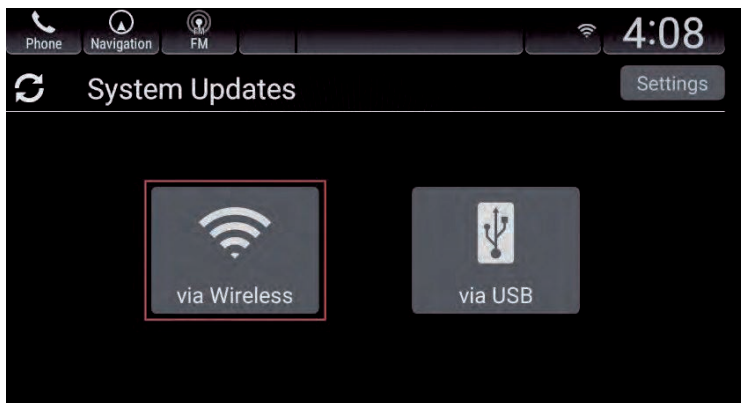 Phone Navigation FM 4:08
System Updates Settings
via Wireless via USB